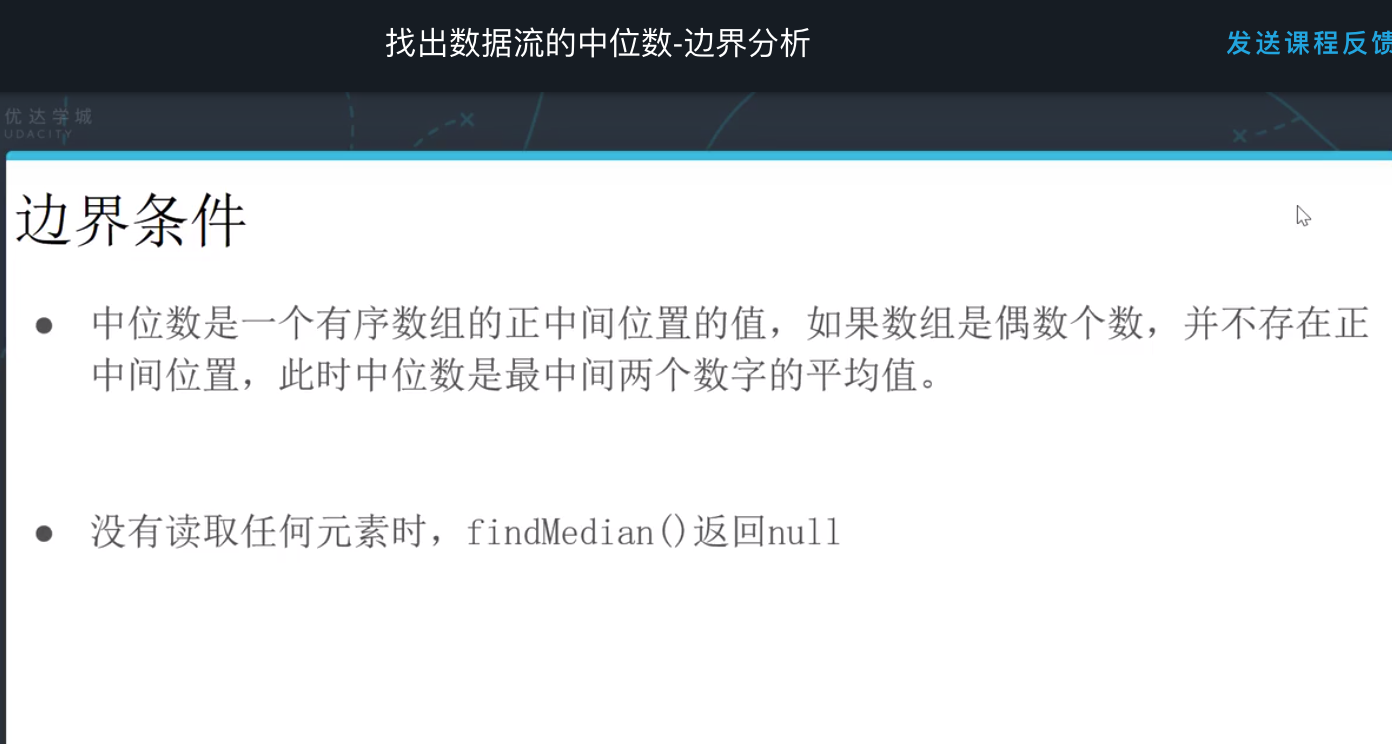 找出数据流的中位数-边界分析
发送课程反馈
优达学城
UDACITY
边界条件
● 中位数是一个有序数组的正中间位置的值，如果数组是偶数个数，并不存在正
中间位置，此时中位数是最中间两个数字的平均值。
● 没有读取任何元素时，findMedian()返回null